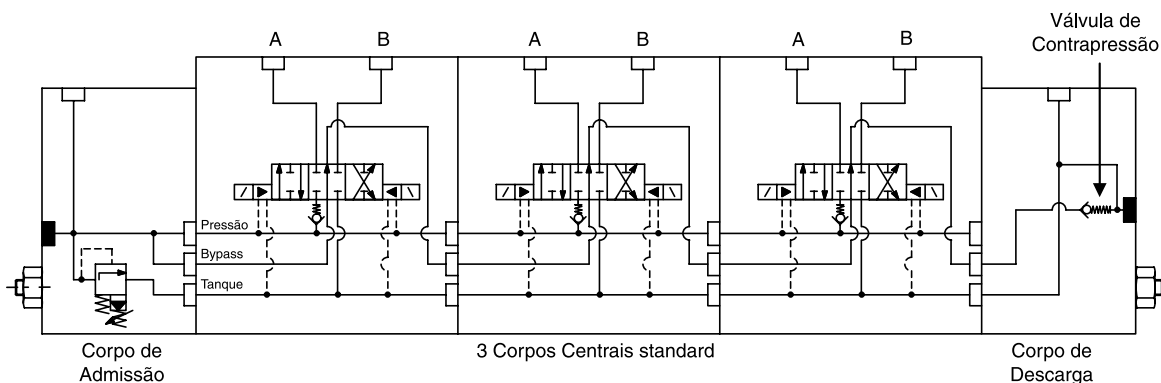 Válvula de
Contrapressão
A B A B A B
Pressão
Bypass
Tanque
Corpo de
Admissão
3 Corpos Centrais standard
Corpo de
Descarga